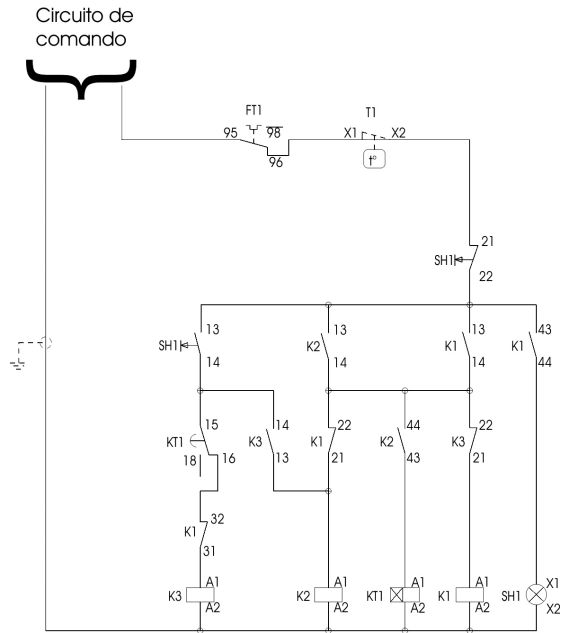 Circuito de
comando
FT1
T1
95
98
X1
X2
96
t°
21
SH1
22
13
13
13
43
SH1
K2
K1
K1
14
14
14
44
15
14
22
44
22
KT1
K3
K1
K2
K3
18
16
13
21
43
21
32
K1
31
A1
A1
A1
A1
X1
K3
K2
KT1
K1
SH1
A2
A2
A2
A2
X2